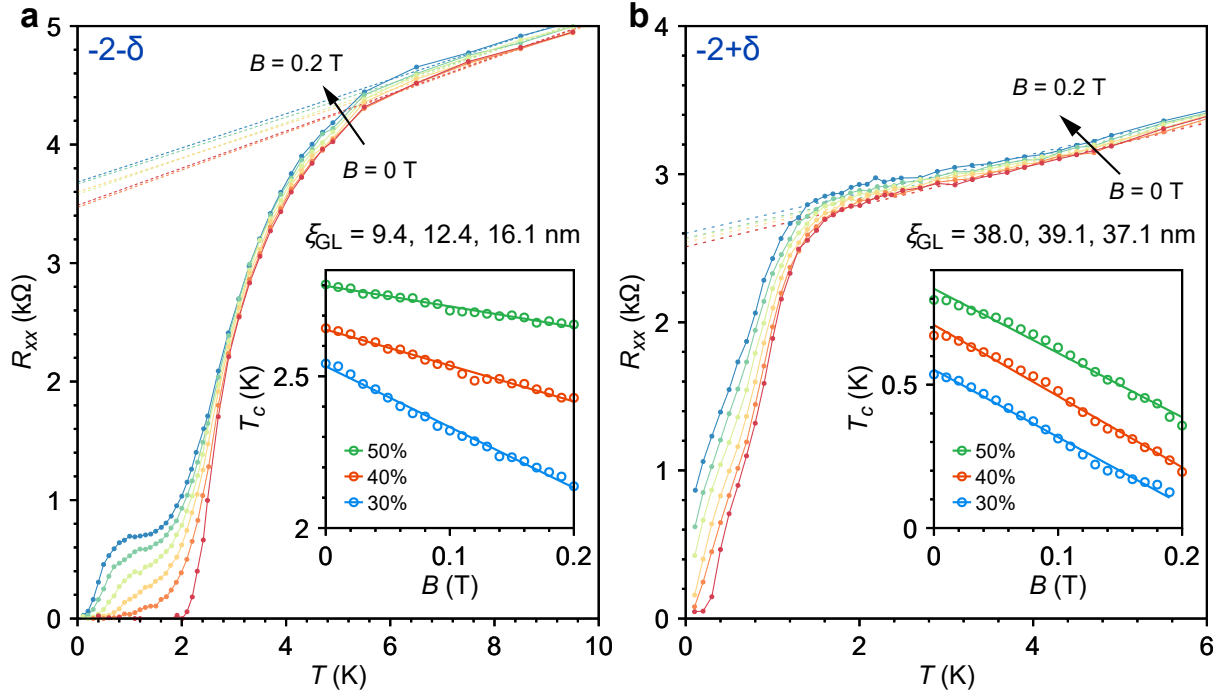 a
-2-δ
B = 0.2 T
B = 0 T
ξGL = 9.4, 12.4, 16.1 nm
Rxx (kΩ)
5
4
3
2
1
0
0 2 4 6 8 10
T (K)
Tc (K)
2.5
2
50%
40%
30%
0 0.1 0.2
B (T)
b
-2+δ
B = 0.2 T
B = 0 T
ξGL = 38.0, 39.1, 37.1 nm
Rxx (kΩ)
4
3
2
1
0
0 2 4 6
T (K)
Tc (K)
0.5
0
50%
40%
30%
0 0.1 0.2
B (T)